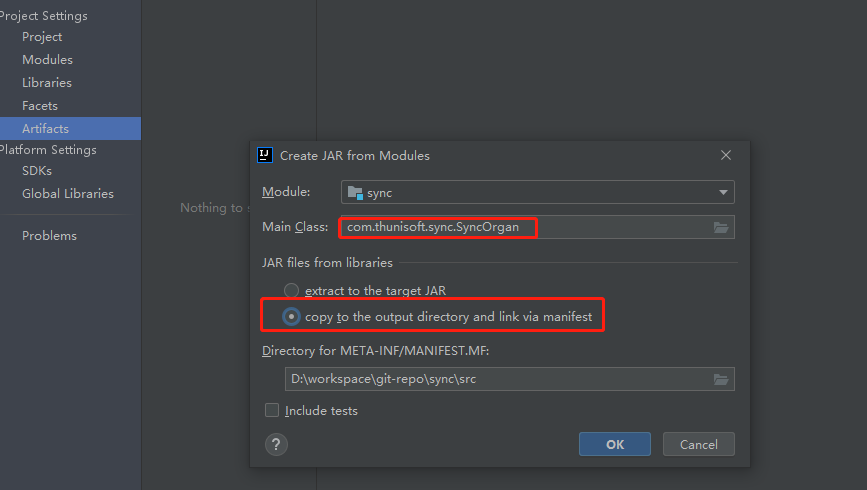 Project Settings
Project
Modules
Libraries
Facets
Artifacts
Platform Settings
SDKs
Global Libraries
Problems
Nothing to s
IJ
Create JAR from Modules
Module:
sync
Main Class:
com.thunisoft.sync.SyncOrgan
JAR files from libraries
extract to the target JAR
copy to the output directory and link via manifest
Directory for META-INF/MANIFEST.MF:
D:\workspace\git-repo\sync\src
Include tests
?
OK
Cancel